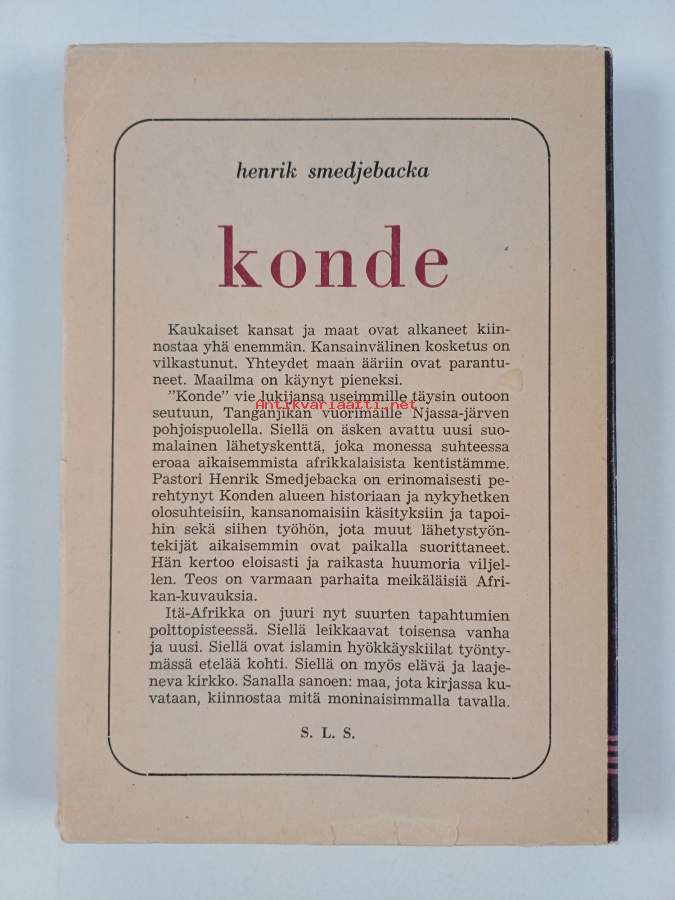 henrik smedjebacka
konde
Kaukaiset kansat ja maat ovat alkaneet kiin-
nostaa yhä enemmän. Kansainvälinen kosketus on
vilkastunut. Yhteydet maan ääriin ovat parantu-
neet. Maailma on käynyt pieneksi.
"Konde" vie lukijansa useimmille täysin outoon
Antikvariaatti.net
seutuun, Tanganjikan vuorimaille Njassa-järven
pohjoispuolella. Siellä on äsken avattu uusi suo-
malainen lähetyskenttä, joka monessa suhteessa
eroaa aikaisemmista afrikkalaisista kentistämme.
Pastori Henrik Smedjebacka on erinomaisesti pe-
rehtynyt Konden alueen historiaan ja nykyhetken
olosuhteisiin, kansanomaisiin käsityksiin ja tapoi-
hin sekä siihen työhön, jota muut lähetystyön-
tekijät aikaisemmin ovat paikalla suorittaneet.
Hän kertoo eloisasti ja raikasta huumoria viljel-
len. Teos on varmaan parhaita meikäläisiä Afri-
kan-kuvauksia.
Itä-Afrikka on juuri nyt suurten tapahtumien
polttopisteessä. Siellä leikkaavat toisensa vanha
ja uusi. Siellä ovat islamin hyökkäyskiilat työnty-
mässä etelää kohti. Siellä on myös elävä ja laaje-
neva kirkko. Sanalla sanoen: maa, jota kirjassa ku-
vataan, kiinnostaa mitä moninaisimmalla tavalla.
S. L. S.